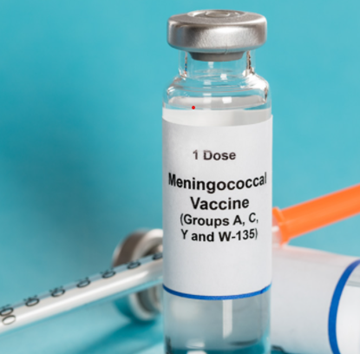 1 Dose
Meningococcal
Vaccine
(Groups A, C,
Y and W-135)